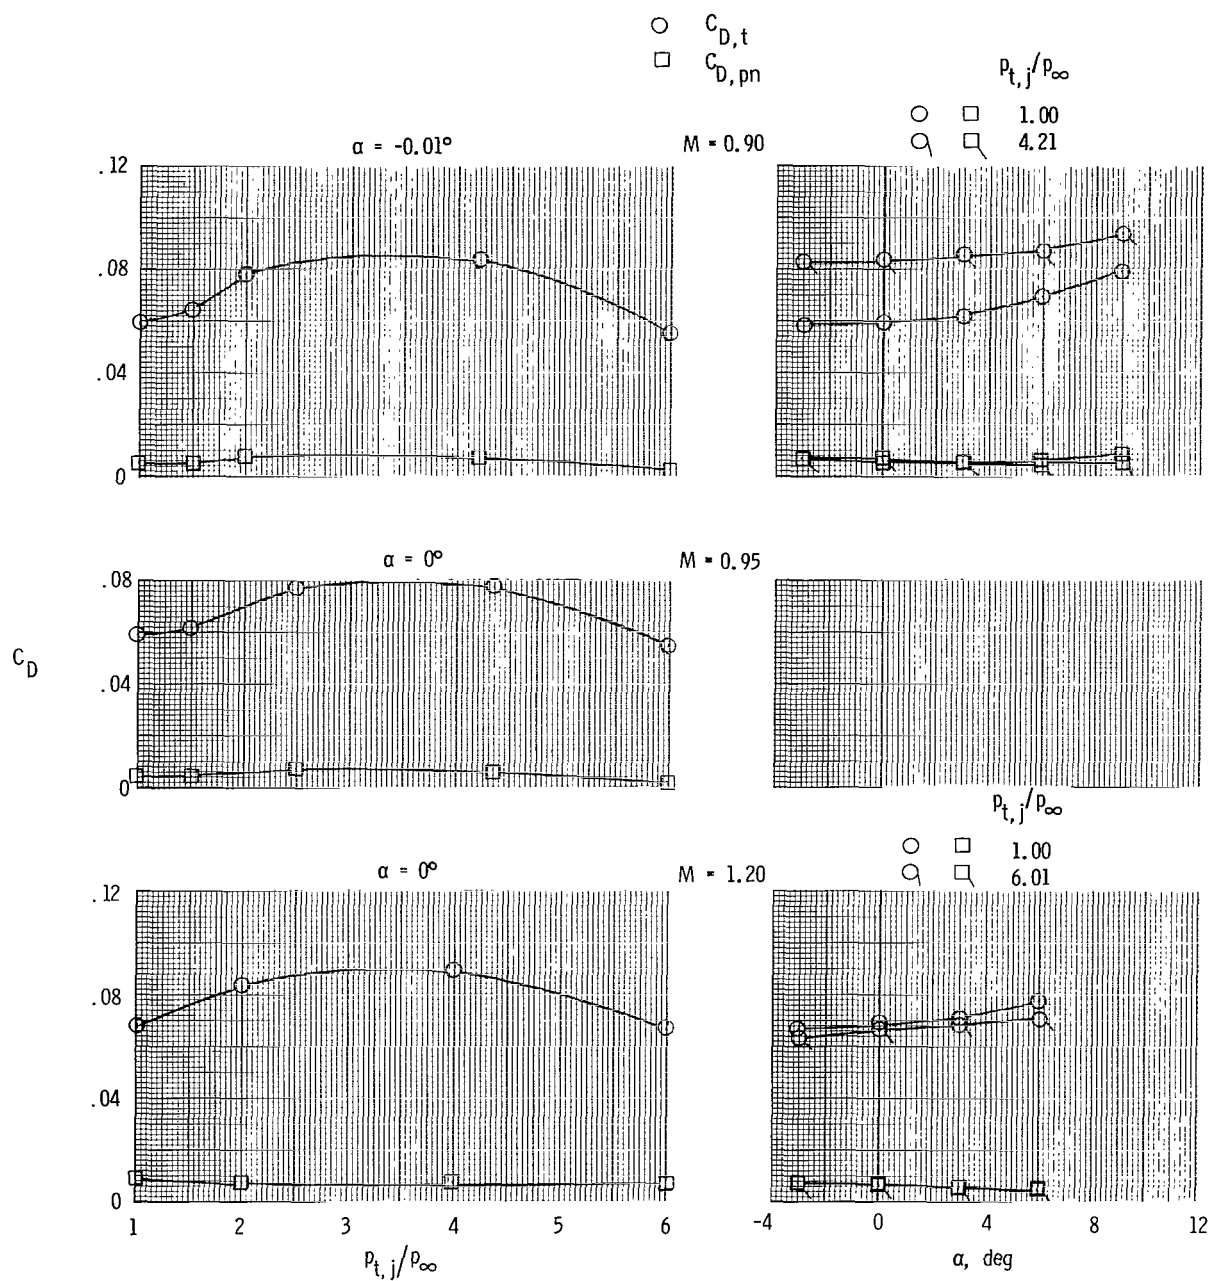 C_D,t
C_D,pn
p_t,j/p_∞
1.00
4.21
α = -0.01°
M = 0.90
.12
.08
.04
0
α = 0°
M = 0.95
.08
.04
0
C_D
p_t,j/p_∞
1.00
6.01
α = 0°
M = 1.20
.12
.08
.04
0
1 2 3 4 5 6
p_t,j/p_∞
-4 0 4 8 12
α, deg